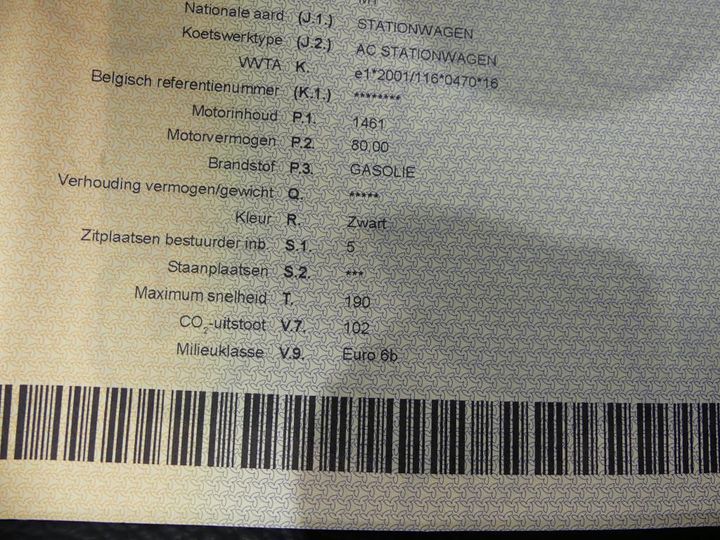 MT
Nationale aard (J.1.) STATIONWAGEN
Koetswerktype (J.2.) AC STATIONWAGEN
WVTA K. e1*2001/116*0470*16
Belgisch referentienummer (K.1.) ********
Motorinhoud P.1. 1461
Motorvermogen P.2. 80,00
Brandstof P.3. GASOLIE
Verhouding vermogen/gewicht Q. *****
Kleur R. Zwart
Zitplaatsen bestuurder inb. S.1. 5
Staanplaatsen S.2. ***
Maximum snelheid T. 190
CO₂-uitstoot V.7. 102
Milieuklasse V.9. Euro 6b